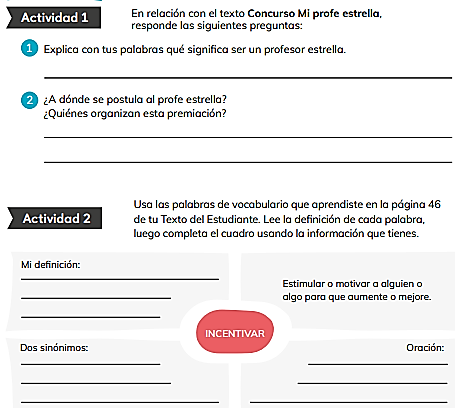 Actividad 1
En relación con el texto Concurso Mi profe estrella,
responde las siguientes preguntas:
1 Explica con tus palabras qué significa ser un profesor estrella.
2 ¿A dónde se postula al profe estrella?
¿Quiénes organizan esta premiación?
Actividad 2
Usa las palabras de vocabulario que aprendiste en la página 46
de tu Texto del Estudiante. Lee la definición de cada palabra,
luego completa el cuadro usando la información que tienes.
Mi definición:
Estimular o motivar a alguien o
algo para que aumente o mejore.
INCENTIVAR
Dos sinónimos:
Oración: